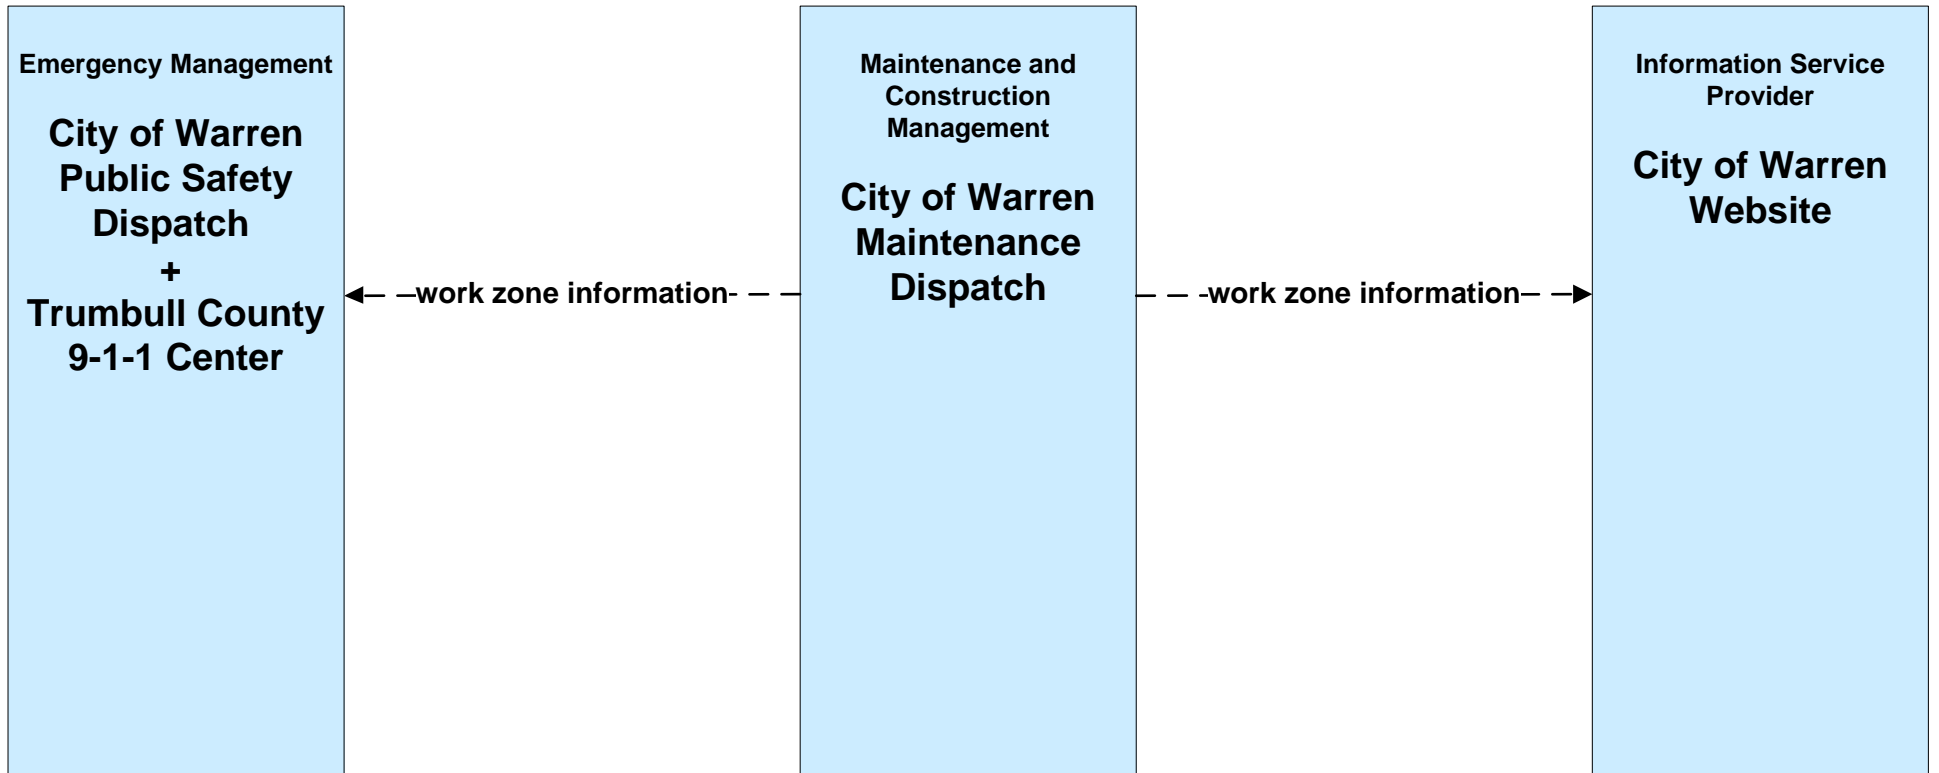 Emergency Management
City of Warren
Public Safety
Dispatch
+
Trumbull County
9-1-1 Center
work zone information
Maintenance and
Construction
Management
City of Warren
Maintenance
Dispatch
work zone information
Information Service
Provider
City of Warren
Website